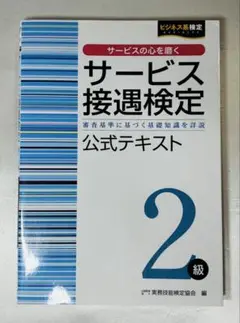 ビジネス系検定
サービスの心を磨く
サービス
接遇検定
審査基準に基づく基礎知識を詳説
公式テキスト
2
級
実務技能検定協会 編